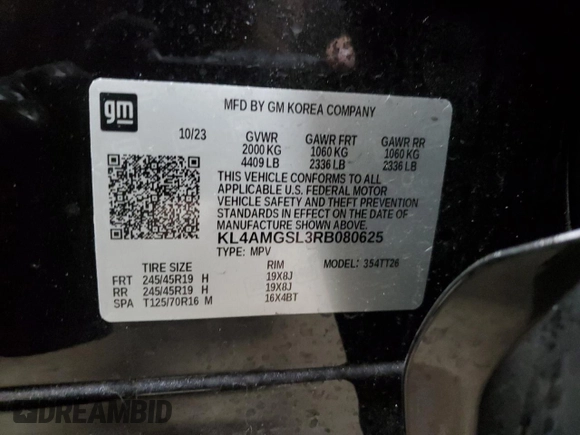 gm
MFD BY GM KOREA COMPANY
10/23 GVWR GAWR FRT GAWR RR
2000 KG 1060 KG 1060 KG
4409 LB 2336 LB 2336 LB
THIS VEHICLE CONFORMS TO ALL
APPLICABLE U.S. FEDERAL MOTOR
VEHICLE SAFETY AND THEFT PREVENTION
STANDARDS IN EFFECT ON THE DATE OF
MANUFACTURE SHOWN ABOVE.
KL4AMGSL3RB080625
TYPE: MPV MODEL: 354TT26
TIRE SIZE RIM
FRT 245/45R19 H 19X8J
RR 245/45R19 H 19X8J
SPA T125/70R16 M 16X4BT
DREAMBID